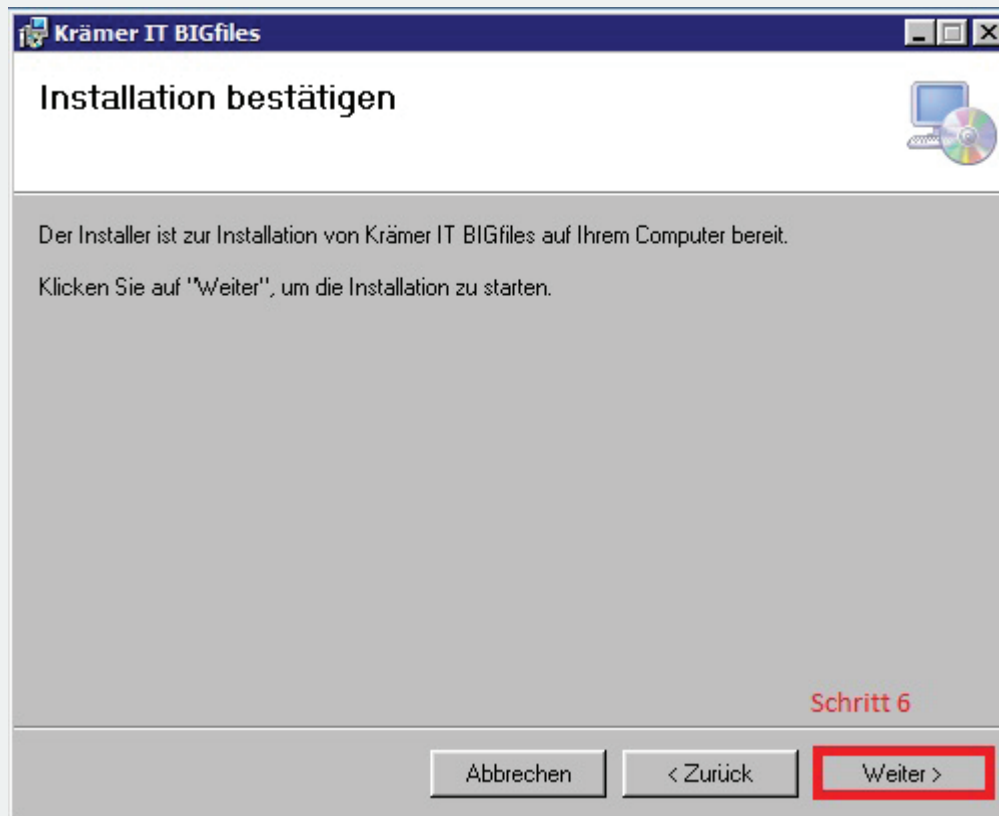 Krämer IT BIGfiles
Installation bestätigen
Der Installer ist zur Installation von Krämer IT BIGfiles auf Ihrem Computer bereit.
Klicken Sie auf "Weiter", um die Installation zu starten.
Schritt 6
Abbrechen
< Zurück
Weiter >